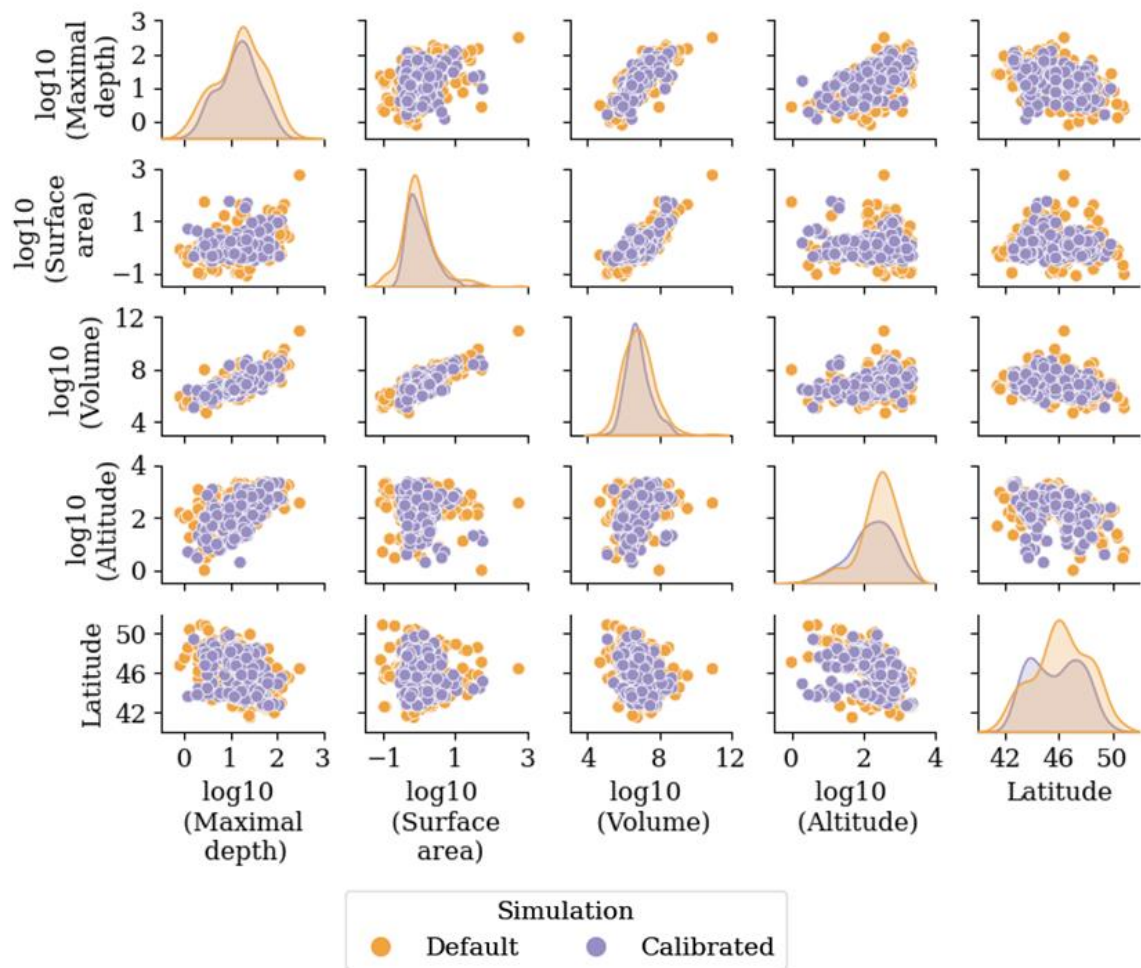 log10
(Maximal
depth)
3
2
1
0
log10
(Surface
area)
3
1
−1
log10
(Volume)
12
8
4
log10
(Altitude)
4
2
0
Latitude
50
46
42
0 1 2 3
−1 1 3
4 8 12
0 2 4
42 46 50
log10
(Maximal
depth)
log10
(Surface
area)
log10
(Volume)
log10
(Altitude)
Latitude
Simulation
Default Calibrated